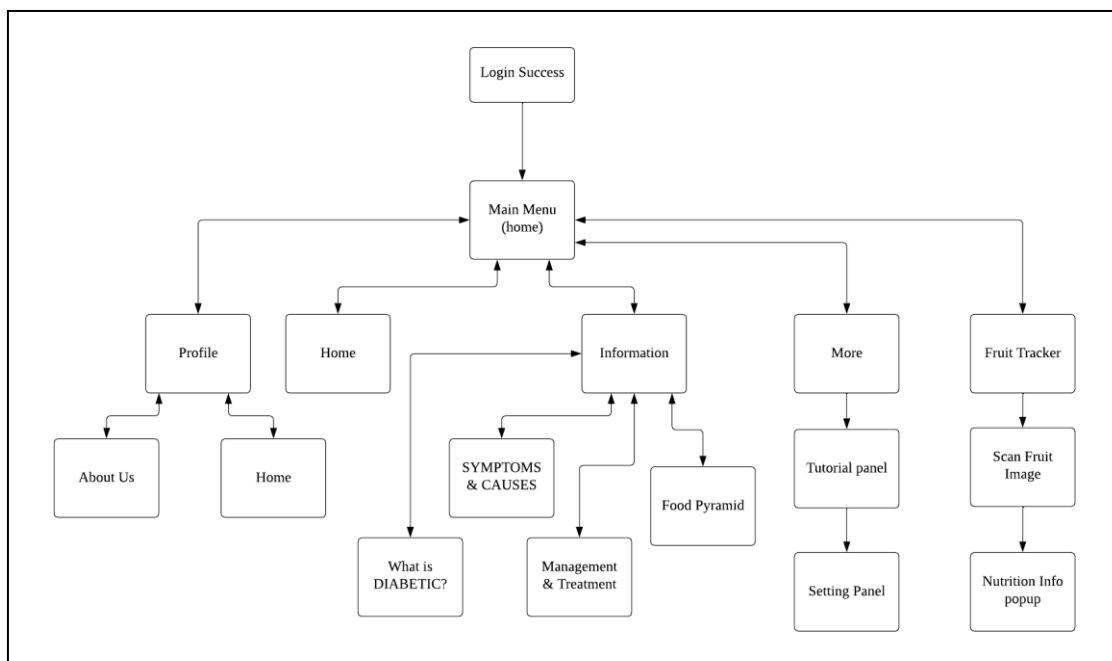 Login Success
Main Menu
(home)
Profile
Home
Information
More
Fruit Tracker
About Us
Home
SYMPTOMS
& CAUSES
Food Pyramid
Tutorial panel
Scan Fruit
Image
What is
DIABETIC?
Management
& Treatment
Setting Panel
Nutrition Info
popup